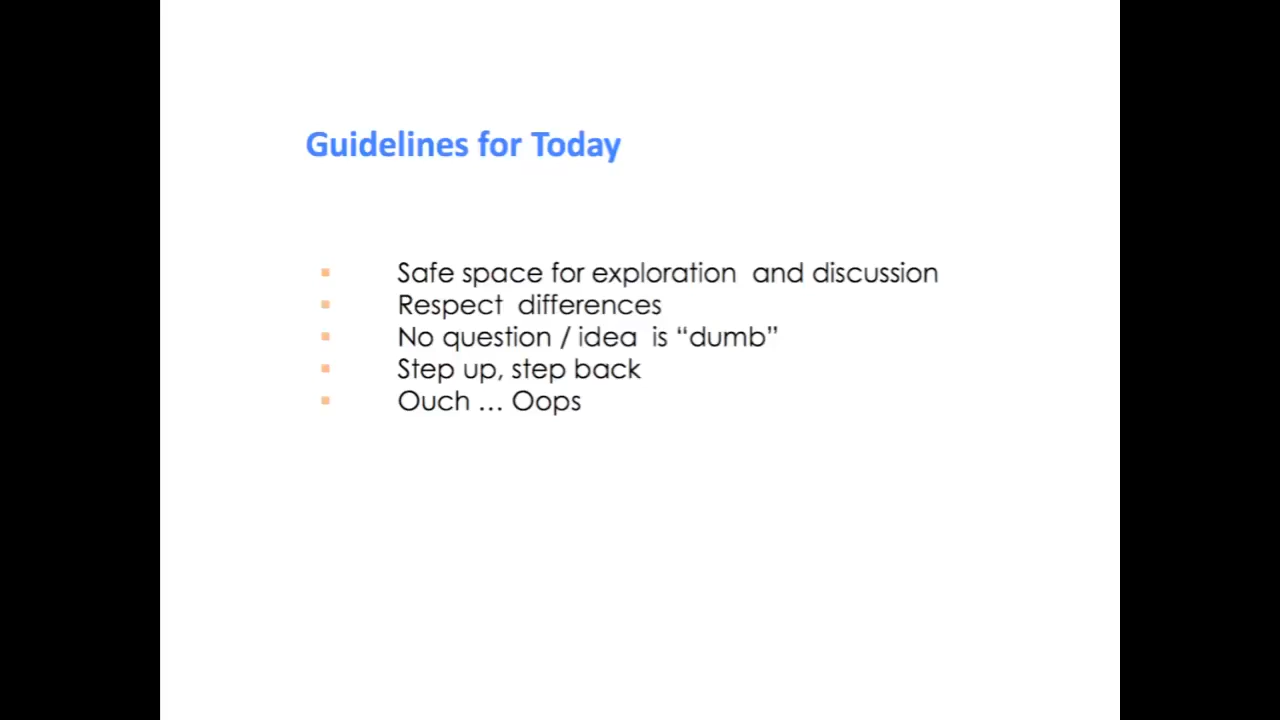 Guidelines for Today
Safe space for exploration and discussion
Respect differences
No question / idea is “dumb”
Step up, step back
Ouch … Oops